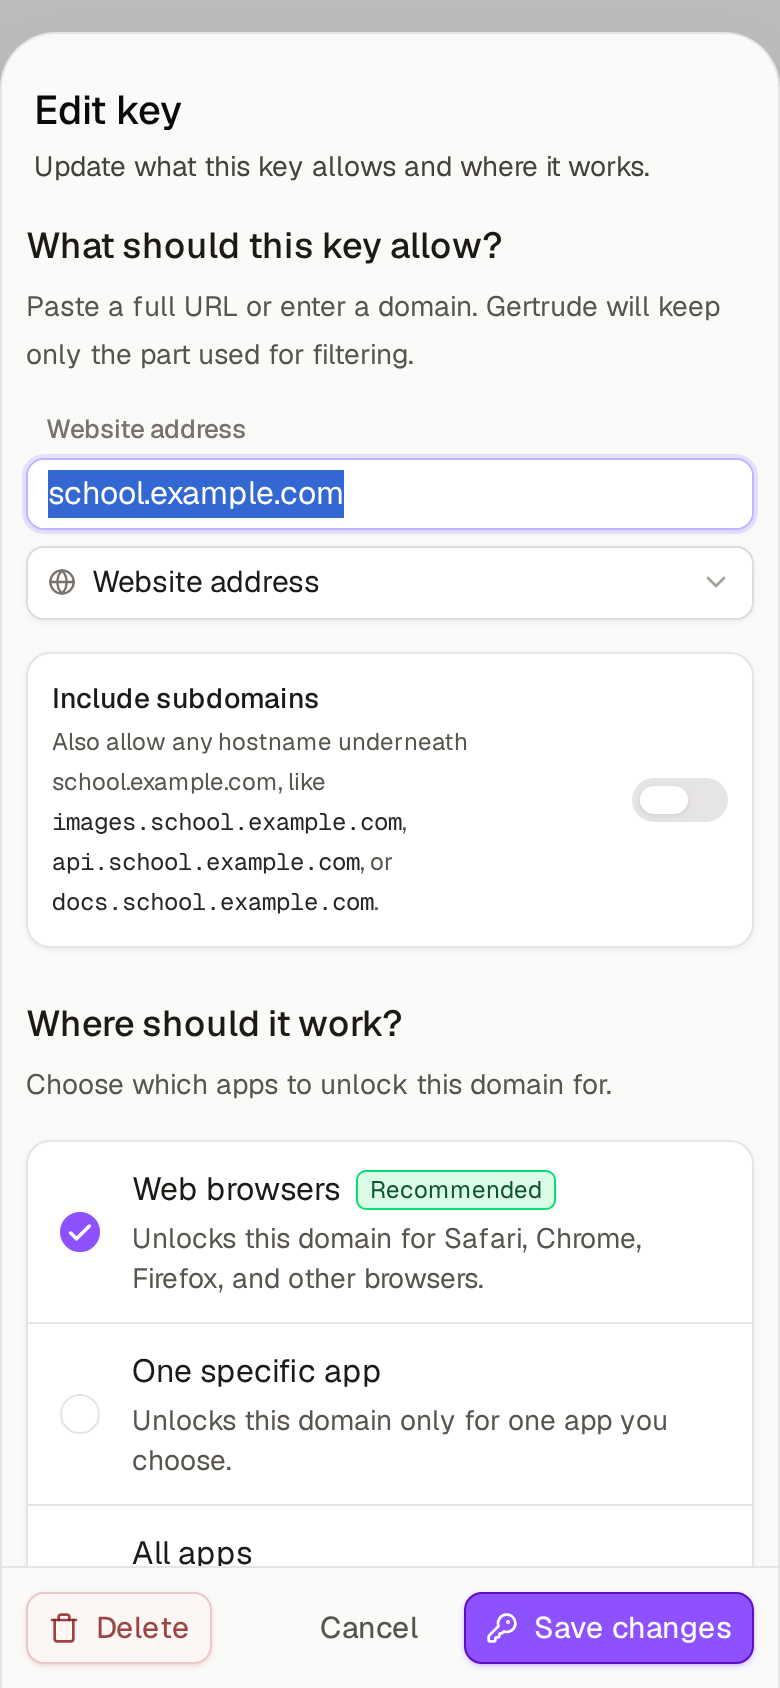 Edit key
Update what this key allows and where it works.
What should this key allow?
Paste a full URL or enter a domain. Gertrude will keep
only the part used for filtering.
Website address
school.example.com
Website address
Include subdomains
Also allow any hostname underneath
school.example.com, like
images.school.example.com,
api.school.example.com, or
docs.school.example.com.
Where should it work?
Choose which apps to unlock this domain for.
Web browsers Recommended
Unlocks this domain for Safari, Chrome,
Firefox, and other browsers.
One specific app
Unlocks this domain only for one app you
choose.
All apps
Delete Cancel Save changes